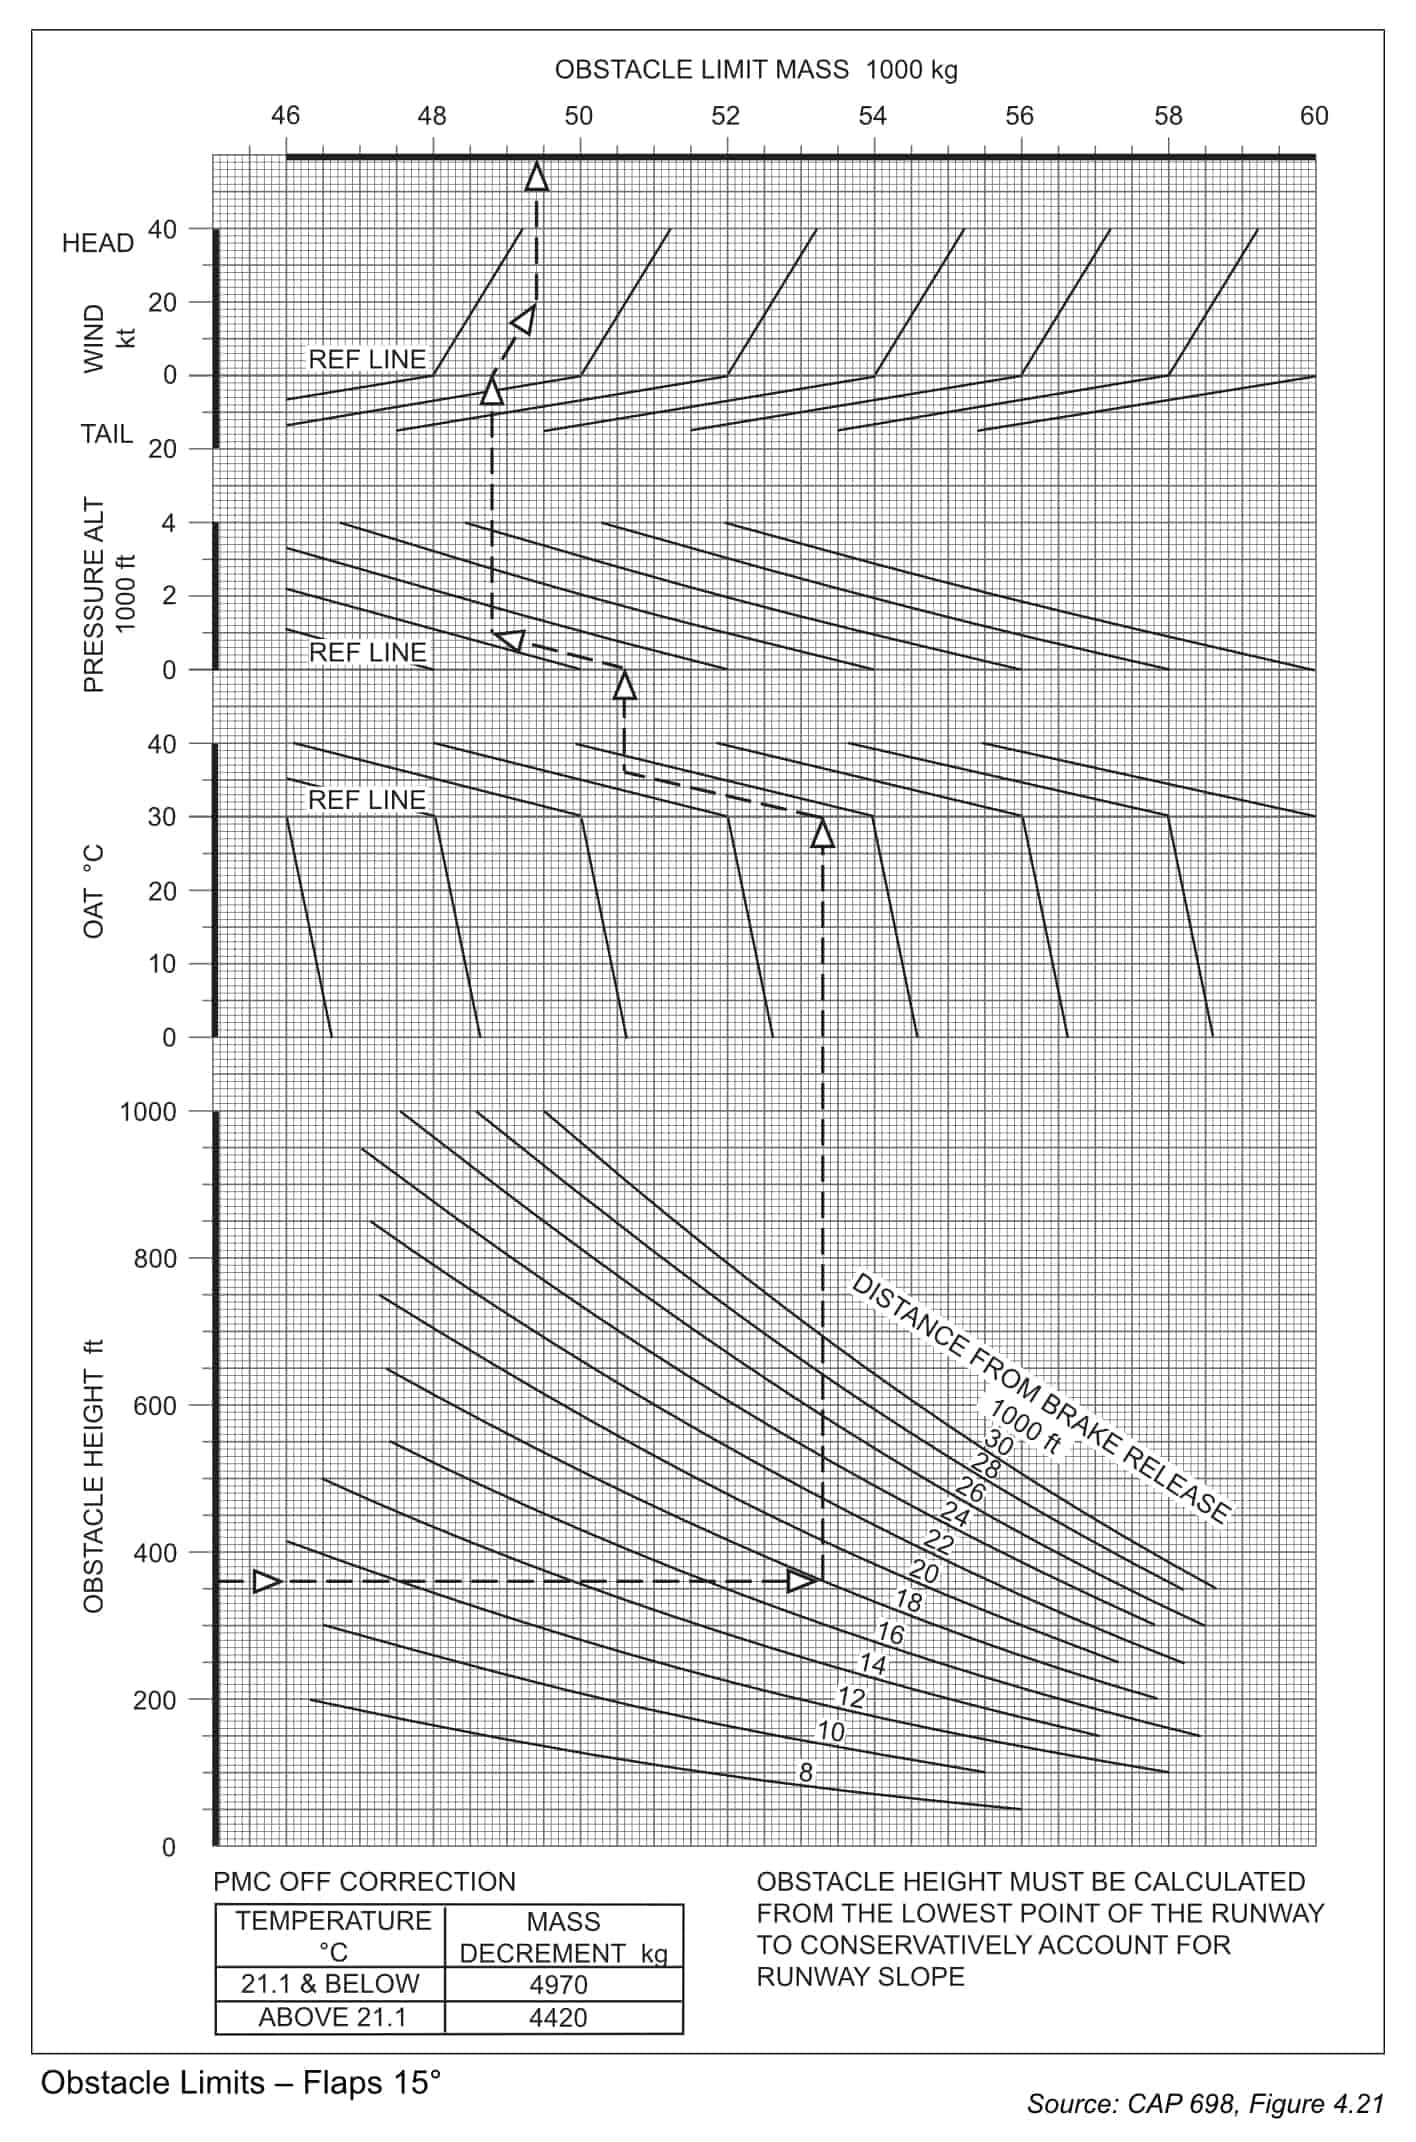 OBSTACLE LIMIT MASS 1000 kg
46 48 50 52 54 56 58 60
HEAD
40
20
WIND
kt
REF LINE
0
TAIL
20
PRESSURE ALT
1000 ft
4
2
REF LINE
0
40
REF LINE
30
OAT °C
20
10
0
1000
800
DISTANCE FROM BRAKE RELEASE
1000 ft
OBSTACLE HEIGHT ft
600
30
28
26
24
22
400
20
18
16
14
200
12
10
8
0
PMC OFF CORRECTION
TEMPERATURE
°C
MASS
DECREMENT kg
21.1 & BELOW 4970
ABOVE 21.1 4420
OBSTACLE HEIGHT MUST BE CALCULATED
FROM THE LOWEST POINT OF THE RUNWAY
TO CONSERVATIVELY ACCOUNT FOR
RUNWAY SLOPE
Obstacle Limits – Flaps 15°
Source: CAP 698, Figure 4.21